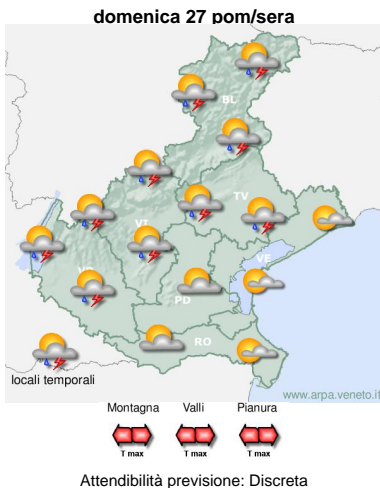 domenica 27 pom/sera
BL
TV
VI
VE
VR
PD
RO
locali temporali
www.arpa.veneto.it
Montagna Valli Pianura
T max T max T max
Attendibilità previsione: Discreta